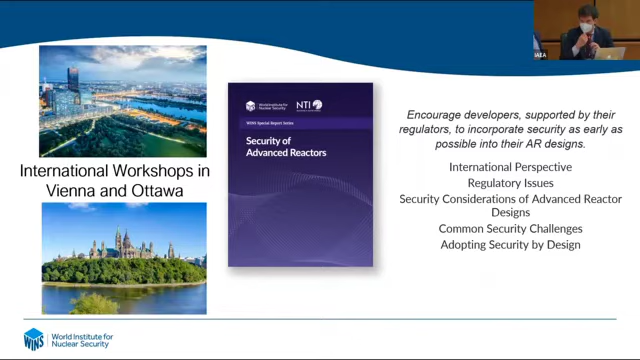 IAEA
International Workshops in
Vienna and Ottawa
World Institute for
Nuclear Security
NTI
WINS Special Report Series
Security of
Advanced Reactors
Encourage developers, supported by their
regulators, to incorporate security as early as
possible into their AR designs.
International Perspective
Regulatory Issues
Security Considerations of Advanced Reactor
Designs
Common Security Challenges
Adopting Security by Design
WINS
World Institute for
Nuclear Security